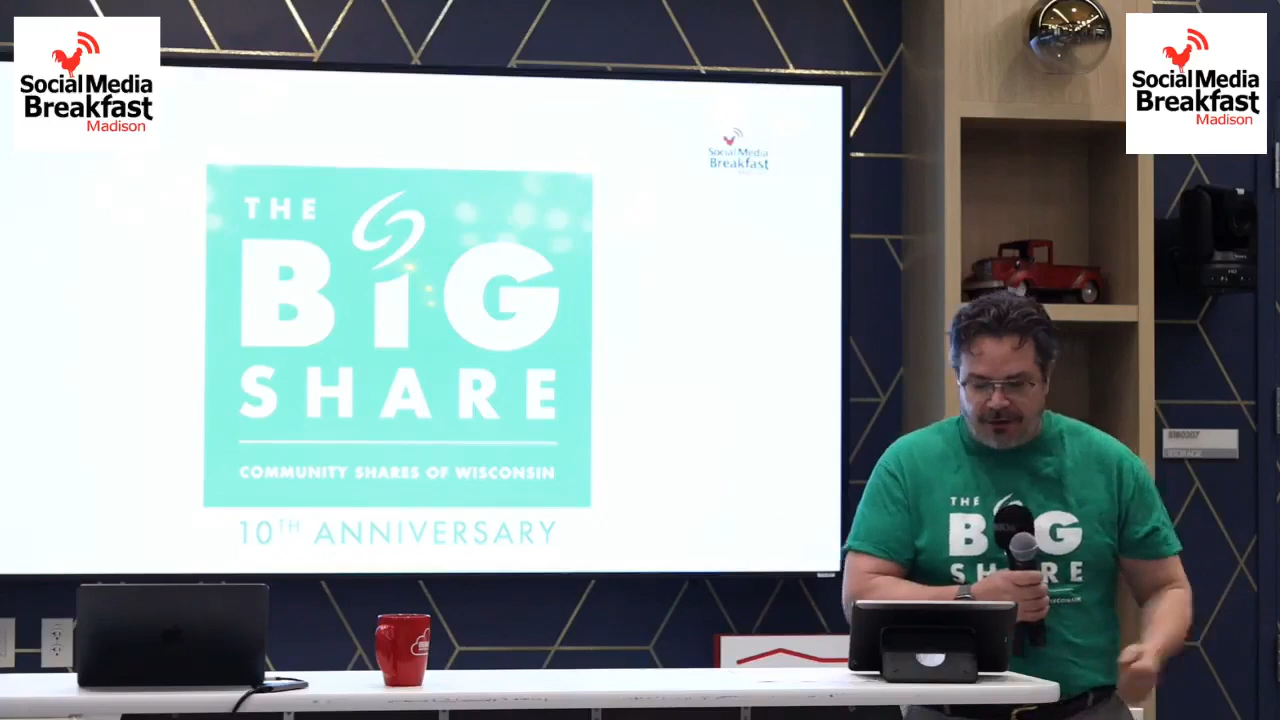 Social Media
Breakfast
Madison
Social Media
Breakfast
Madison
Social Media
Breakfast
THE
BIG
SHARE
COMMUNITY SHARES OF WISCONSIN
10TH ANNIVERSARY
THE
BIG
SHARE
STORAGE